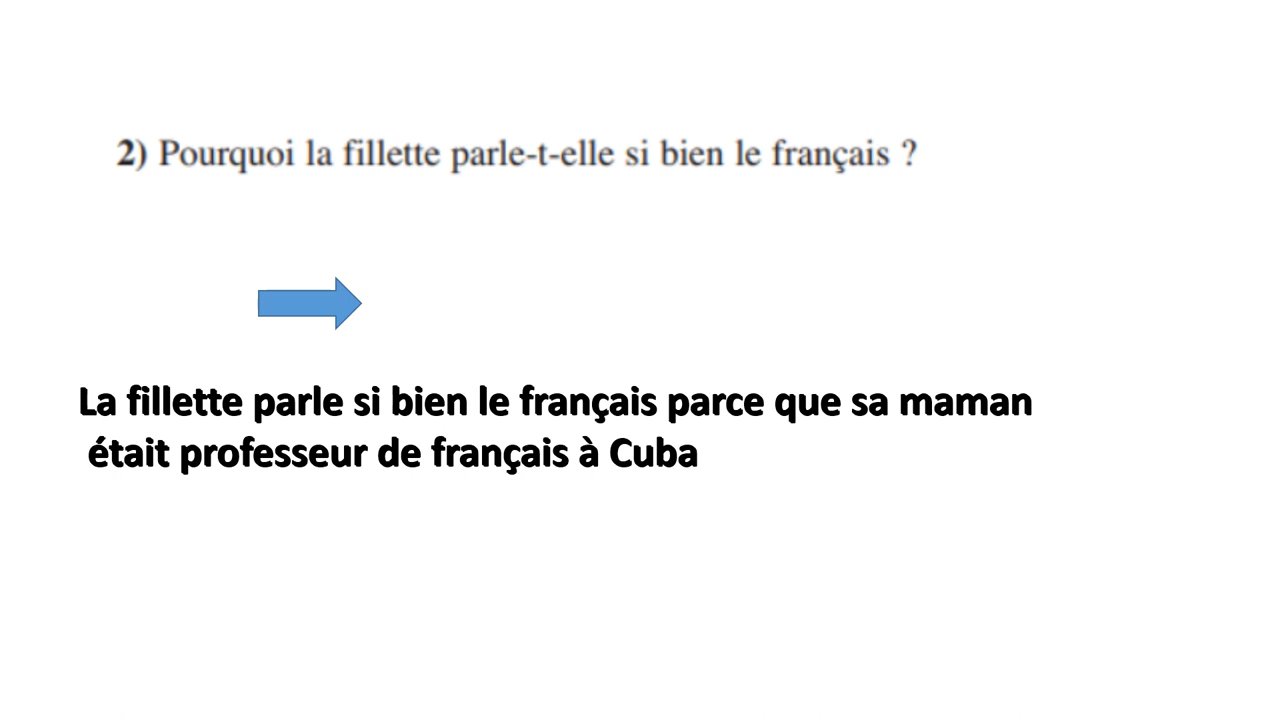 2) Pourquoi la fillette parle-t-elle si bien le français ?
La fillette parle si bien le français parce que sa maman
était professeur de français à Cuba